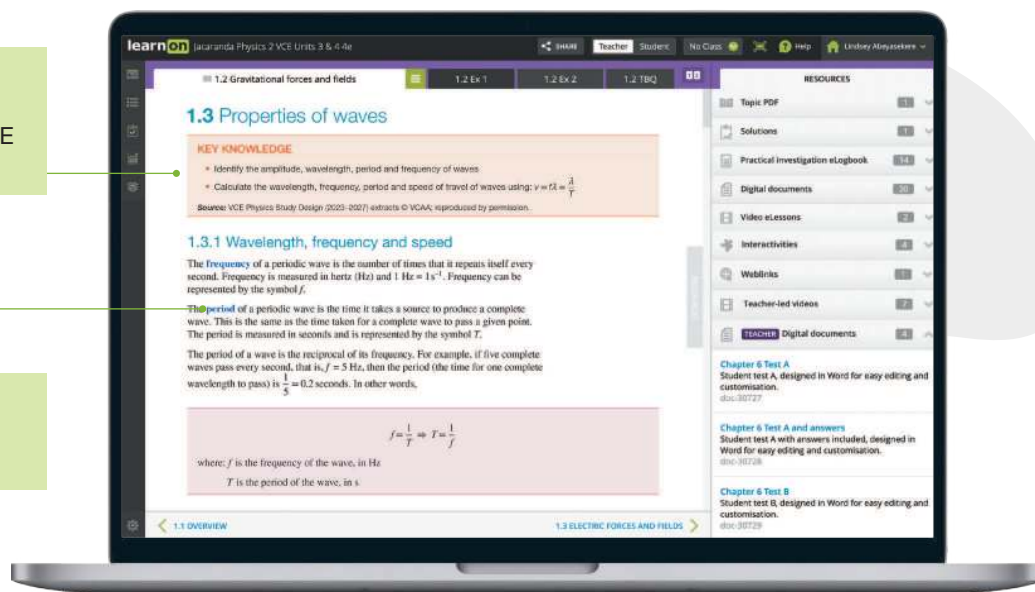 learnon Jacaranda Physics 2 VCE Units 3 & 4 4e
SHARE Teacher Student No Class Help Lindsey Abeyasekere
1.2 Gravitational forces and fields 1.2 Ex 1 1.2 Ex 2 1.2 TBQ
1.3 Properties of waves
KEY KNOWLEDGE
• Identify the amplitude, wavelength, period and frequency of waves
• Calculate the wavelength, frequency, period and speed of travel of waves using: v = fλ = λ/T
Source: VCE Physics Study Design (2023–2027) extracts © VCAA; reproduced by permission.
1.3.1 Wavelength, frequency and speed
The frequency of a periodic wave is the number of times that it repeats itself every
second. Frequency is measured in hertz (Hz) and 1 Hz = 1 s⁻¹. Frequency can be
represented by the symbol f.
The period of a periodic wave is the time it takes a source to produce a complete
wave. This is the same as the time taken for a complete wave to pass a given point.
The period is measured in seconds and is represented by the symbol T.
The period of a wave is the reciprocal of its frequency. For example, if five complete
waves pass every second, that is, f = 5 Hz, then the period (the time for one complete
wavelength to pass) is 1/5 = 0.2 seconds. In other words,
f = 1/T ⇒ T = 1/f
where: f is the frequency of the wave, in Hz
T is the period of the wave, in s
1.1 OVERVIEW
1.3 ELECTRIC FORCES AND FIELDS
RESOURCES
Topic PDF 1
Solutions 1
Practical investigation eLogbook 14
Digital documents 20
Video eLessons 2
Interactivities 4
Weblinks
Teacher-led videos
TEACHER Digital documents 4
Chapter 6 Test A
Student test A, designed in Word for easy editing and
customisation.
doc-30727
Chapter 6 Test A and answers
Student test A with answers included, designed in
Word for easy editing and customisation.
doc-30728
Chapter 6 Test B
Student test B, designed in Word for easy editing and
customisation.
doc-30729
E